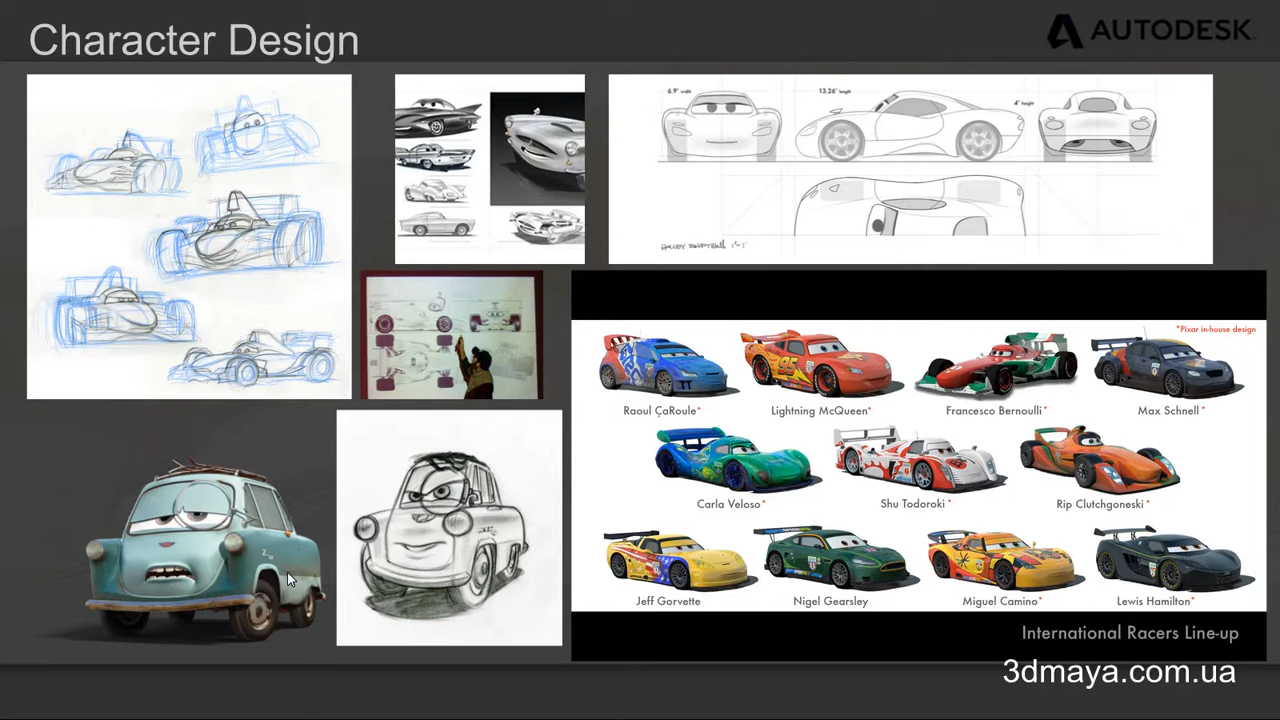 Character Design
AUTODESK
6.9" width
13.26" length
4" height
*Pixar in-house design
Raoul ÇaRoule*
Lightning McQueen*
Francesco Bernoulli*
Max Schnell*
Carla Veloso*
Shu Todoroki*
Rip Clutchgoneski*
Jeff Gorvette
Nigel Gearsley
Miguel Camino*
Lewis Hamilton*
International Racers Line-up
3dmaya.com.ua